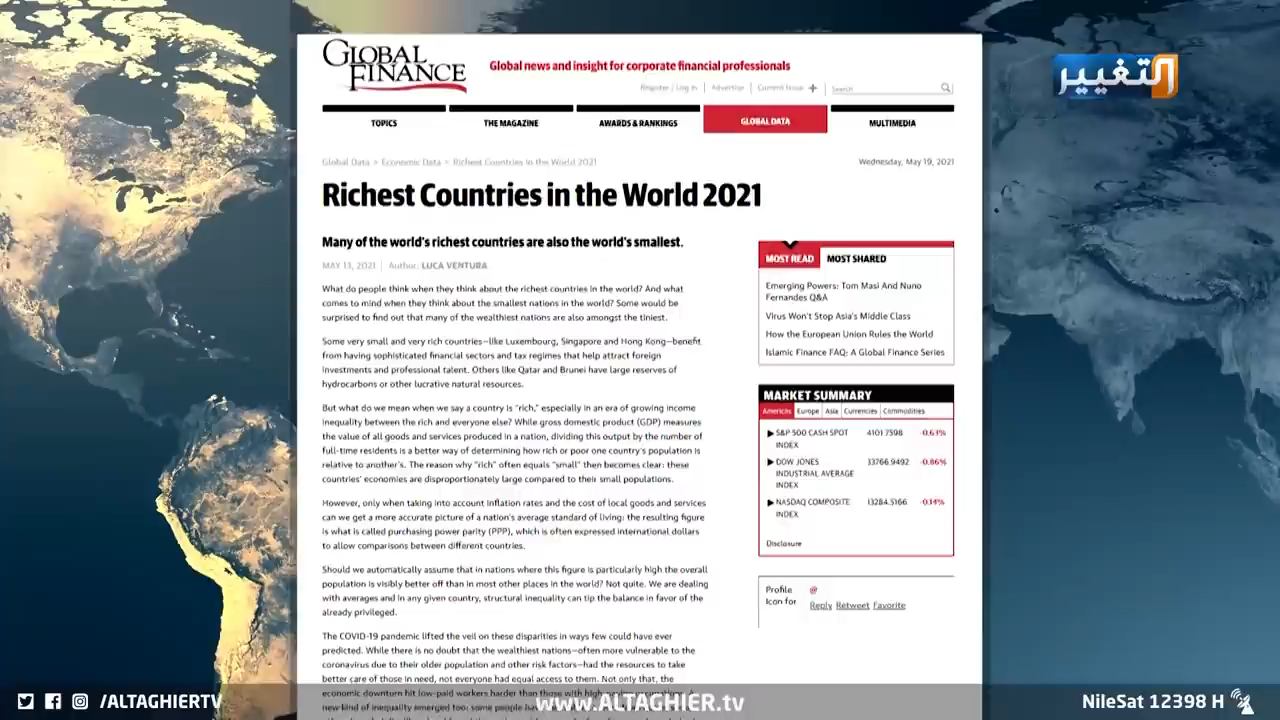 GLOBAL FINANCE
Global news and insight for corporate financial professionals
التغيير
Register / Log in | Advertise | Current Issue + | Search
TOPICS
THE MAGAZINE
AWARDS & RANKINGS
GLOBAL DATA
MULTIMEDIA
Global Data > Economic Data > Richest Countries in the World 2021
Wednesday, May 19, 2021
Richest Countries in the World 2021
Many of the world's richest countries are also the world's smallest.
MAY 13, 2021 | Author: LUCA VENTURA
What do people think when they think about the richest countries in the world? And what
comes to mind when they think about the smallest nations in the world? Some would be
surprised to find out that many of the wealthiest nations are also amongst the tiniest.
Some very small and very rich countries—like Luxembourg, Singapore and Hong Kong—benefit
from having sophisticated financial sectors and tax regimes that help attract foreign
investments and professional talent. Others like Qatar and Brunei have large reserves of
hydrocarbons or other lucrative natural resources.
But what do we mean when we say a country is "rich," especially in an era of growing income
inequality between the rich and everyone else? While gross domestic product (GDP) measures
the value of all goods and services produced in a nation, dividing this output by the number of
full-time residents is a better way of determining how rich or poor one country's population is
relative to another's. The reason why "rich" often equals "small" then becomes clear: these
countries' economies are disproportionately large compared to their small populations.
However, only when taking into account inflation rates and the cost of local goods and services
can we get a more accurate picture of a nation's average standard of living: the resulting figure
is what is called purchasing power parity (PPP), which is often expressed international dollars
to allow comparisons between different countries.
Should we automatically assume that in nations where this figure is particularly high the overall
population is visibly better off than in most other places in the world? Not quite. We are dealing
with averages and in any given country, structural inequality can tip the balance in favor of the
already privileged.
The COVID-19 pandemic lifted the veil on these disparities in ways few could have ever
predicted. While there is no doubt that the wealthiest nations—often more vulnerable to the
coronavirus due to their older population and other risk factors—had the resources to take
better care of those in need, not everyone had equal access to them. Not only that, the
economic downturn hit low-paid workers harder than those with high
new kind of inequality emerged too: some people
MOST READ
MOST SHARED
Emerging Powers: Tom Masi And Nuno
Fernandes Q&A
Virus Won't Stop Asia's Middle Class
How the European Union Rules the World
Islamic Finance FAQ: A Global Finance Series
MARKET SUMMARY
Americas Europe Asia Currencies Commodities
S&P 500 CASH SPOT INDEX 4101.7598 -0.63%
DOW JONES INDUSTRIAL AVERAGE INDEX 33766.9492 -0.86%
NASDAQ COMPOSITE INDEX 13284.5166 -0.14%
Disclosure
Profile Icon for
@
Reply Retweet Favorite
/ALTAGHIERTV
www.ALTAGHIER.tv
NileSat 12398 H